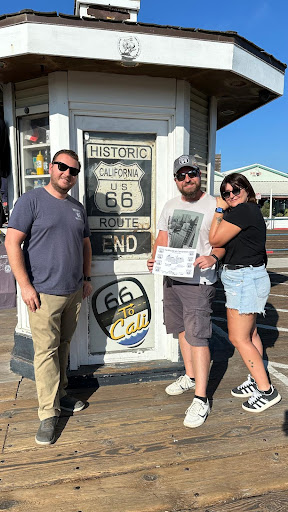 HISTORIC
CALIFORNIA
US
66
ROUTE
END
66
TO
Cali